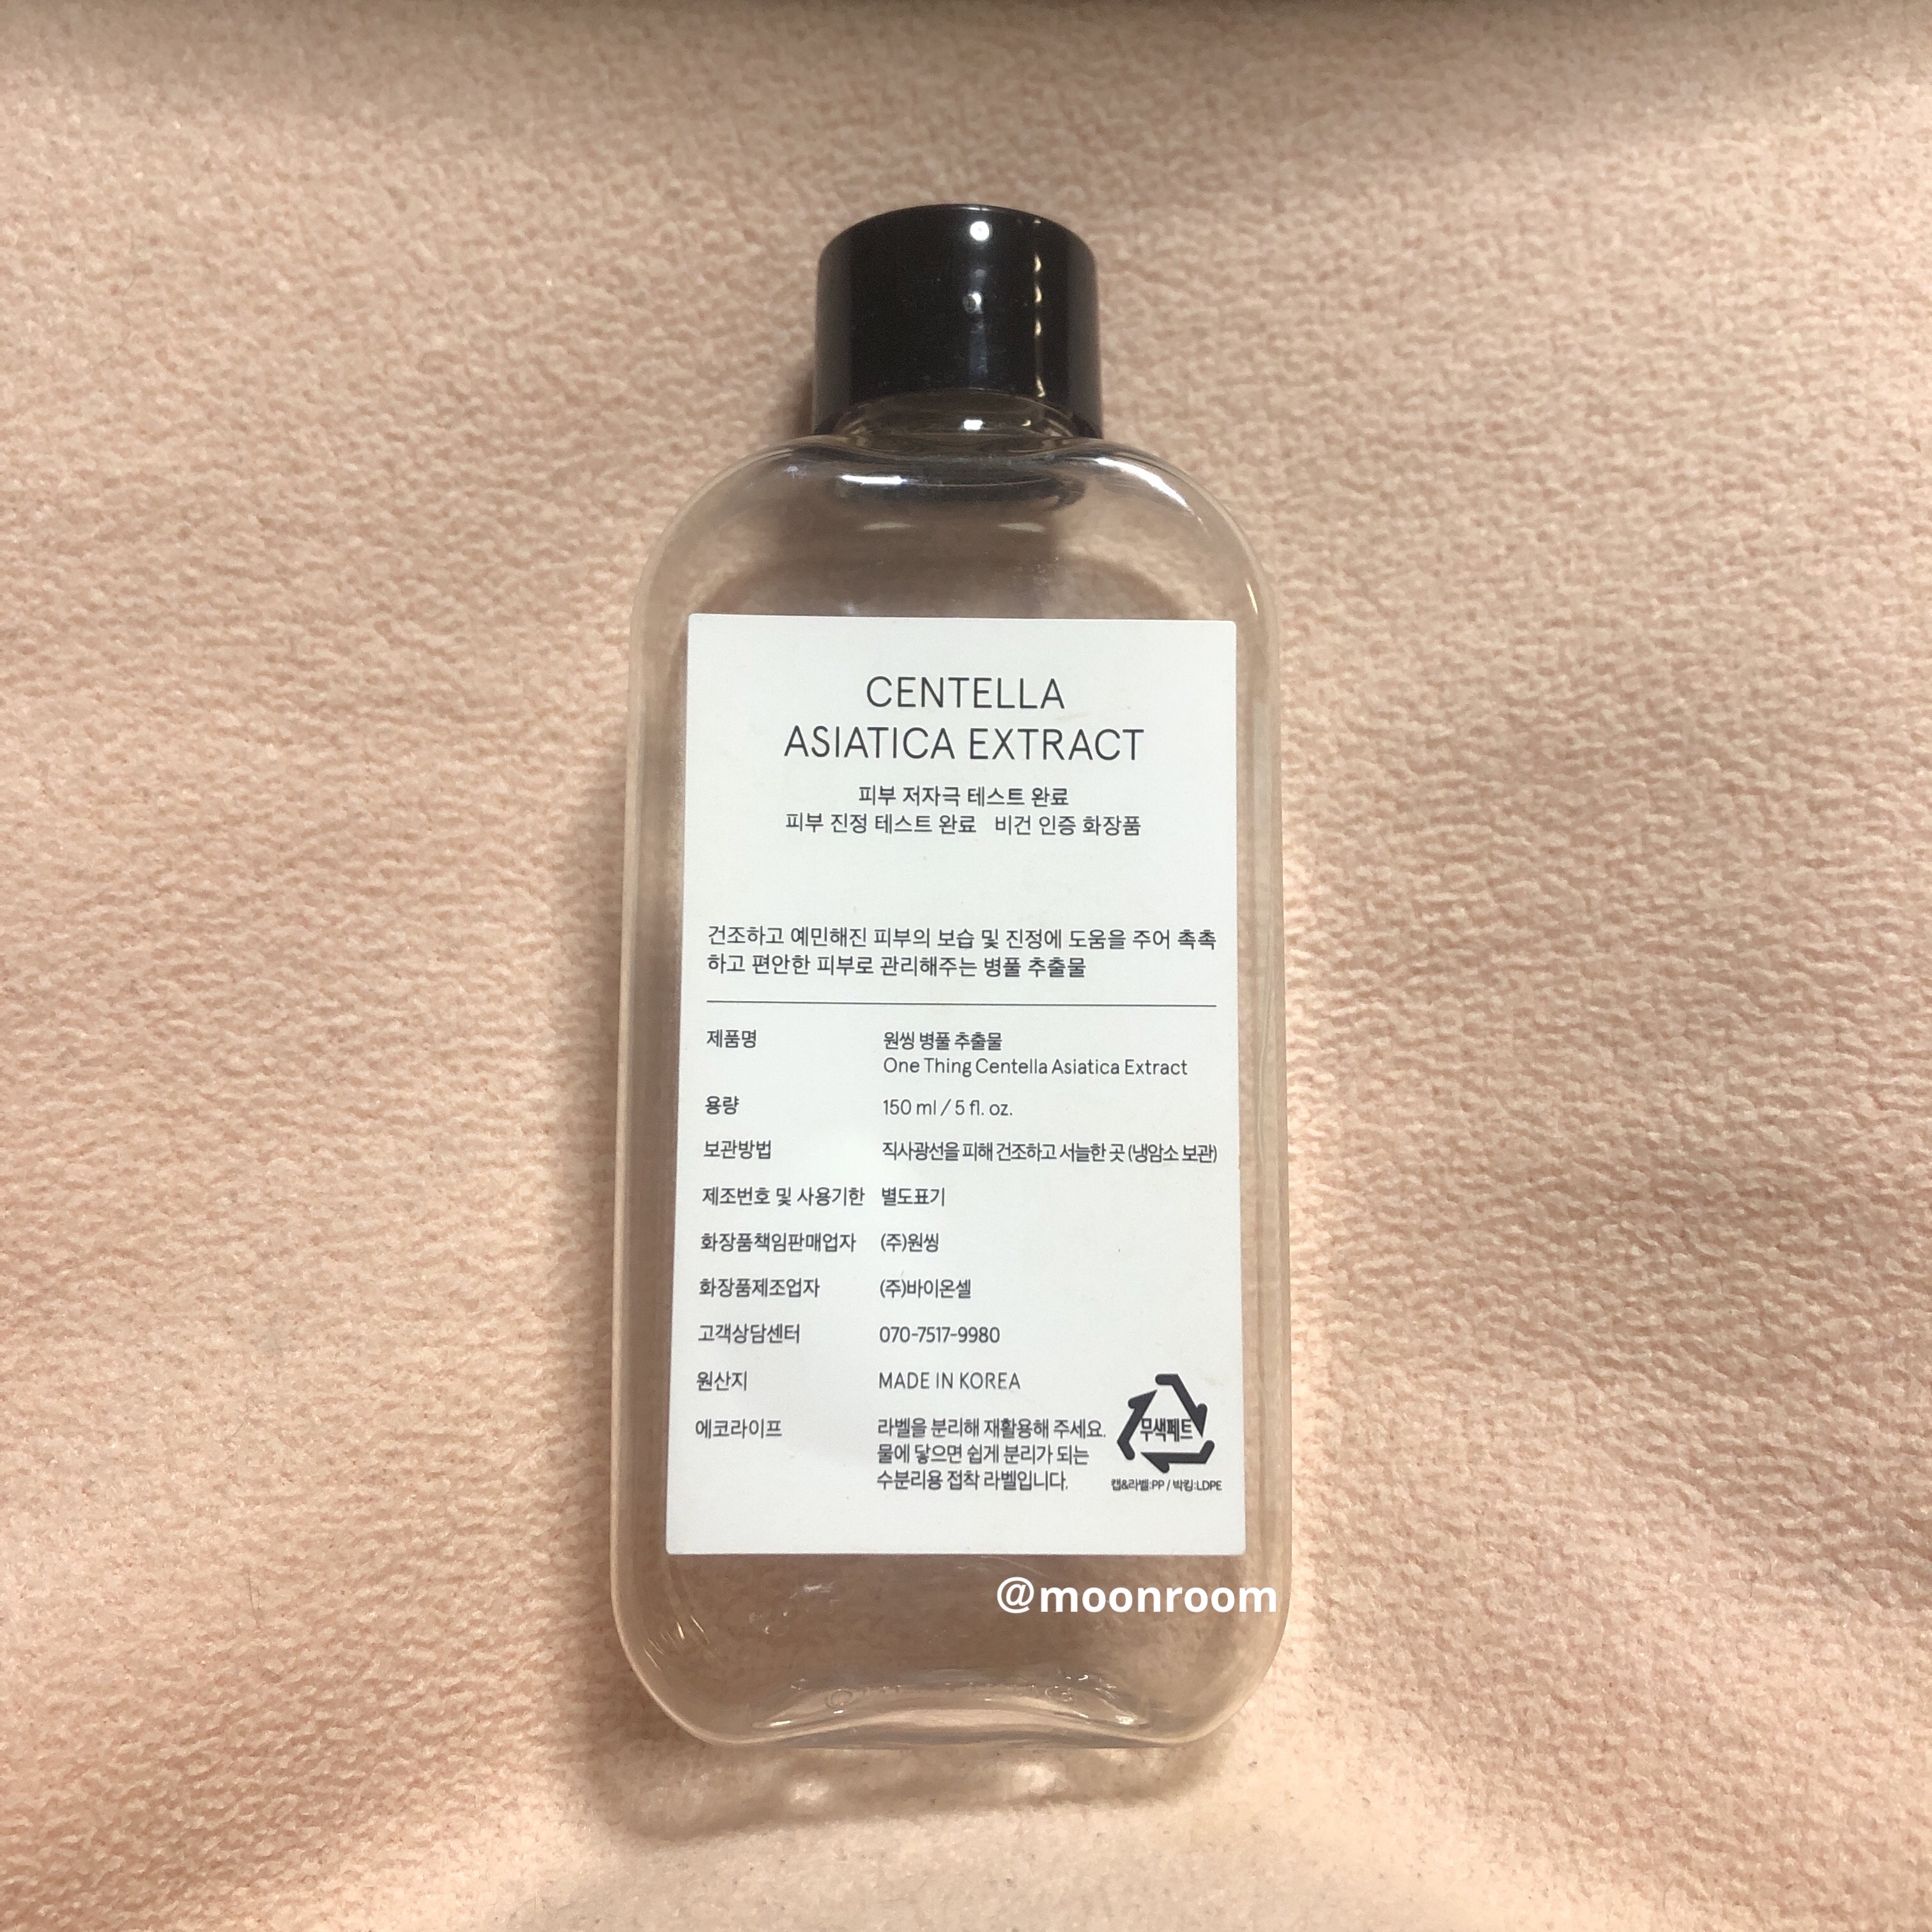 CENTELLA
ASIATICA EXTRACT
피부 저자극 테스트 완료
피부 진정 테스트 완료 비건 인증 화장품
건조하고 예민해진 피부의 보습 및 진정에 도움을 주어 촉촉
하고 편안한 피부로 관리해주는 병풀 추출물
제품명 원씽 병풀 추출물
One Thing Centella Asiatica Extract
용량 150 ml / 5 fl. oz.
보관방법 직사광선을 피해 건조하고 서늘한 곳 (냉암소 보관)
제조번호 및 사용기한 별도표기
화장품책임판매업자 (주)원씽
화장품제조업자 (주)바이온셀
고객상담센터 070-7517-9980
원산지 MADE IN KOREA
에코라이프 라벨을 분리해 재활용해 주세요.
물에 닿으면 쉽게 분리가 되는
수분리용 접착 라벨입니다.
무색페트
캡&라벨:PP / 박킹:LDPE
@moonroom